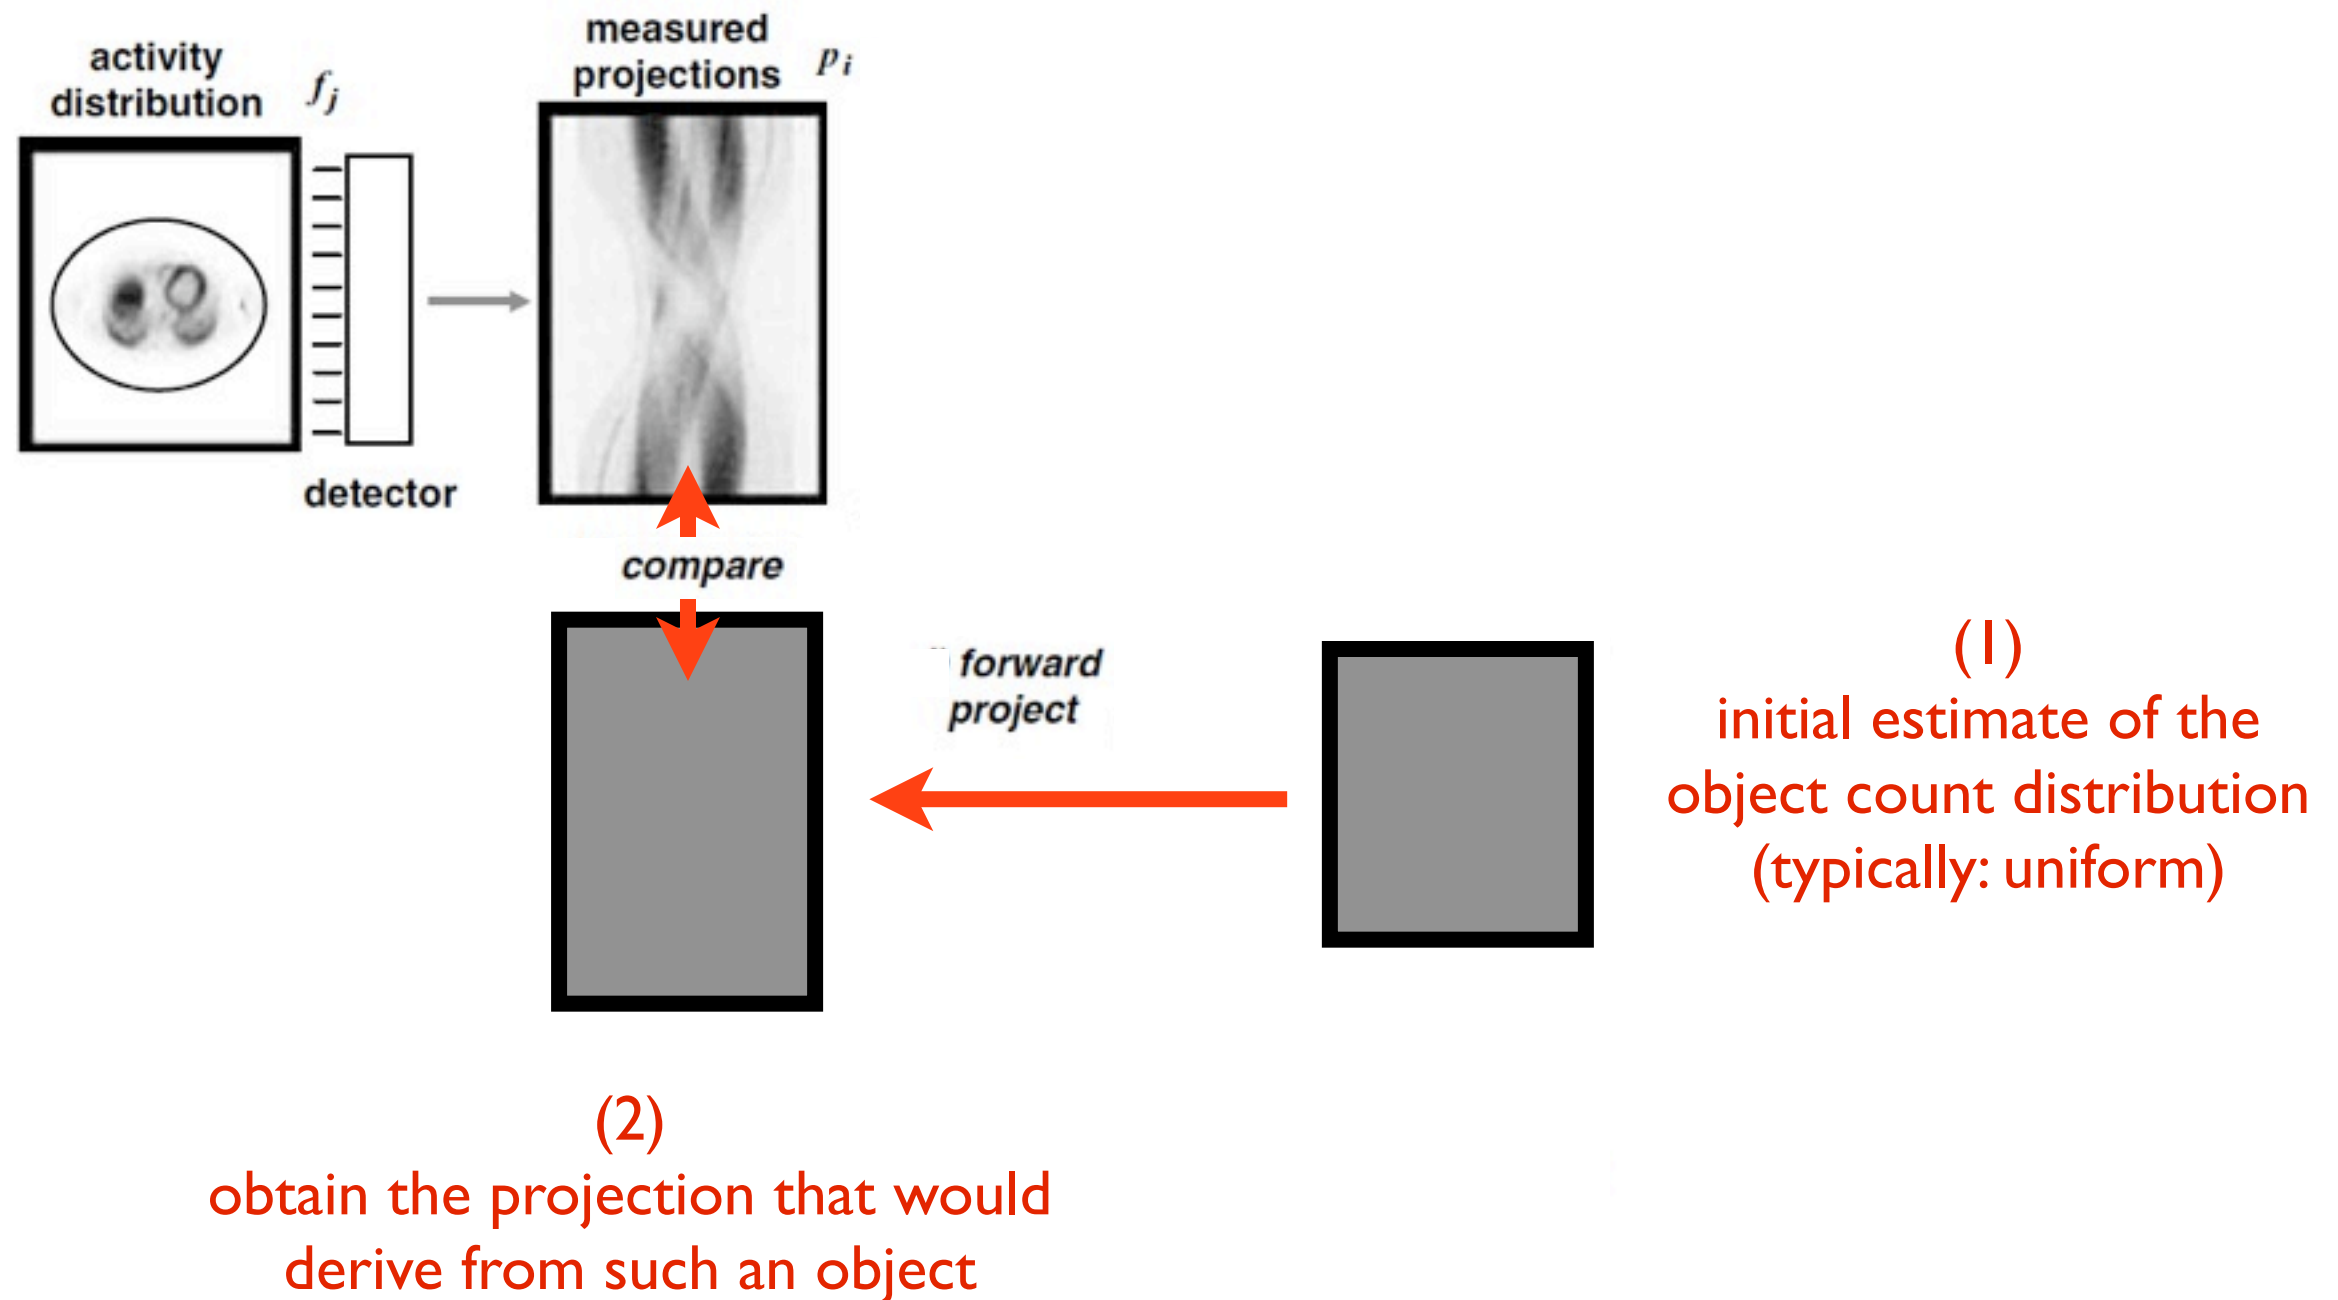 activity
distribution
f_j
measured
projections
p_i
detector
compare
forward
project
(1)
initial estimate of the
object count distribution
(typically: uniform)
(2)
obtain the projection that would
derive from such an object